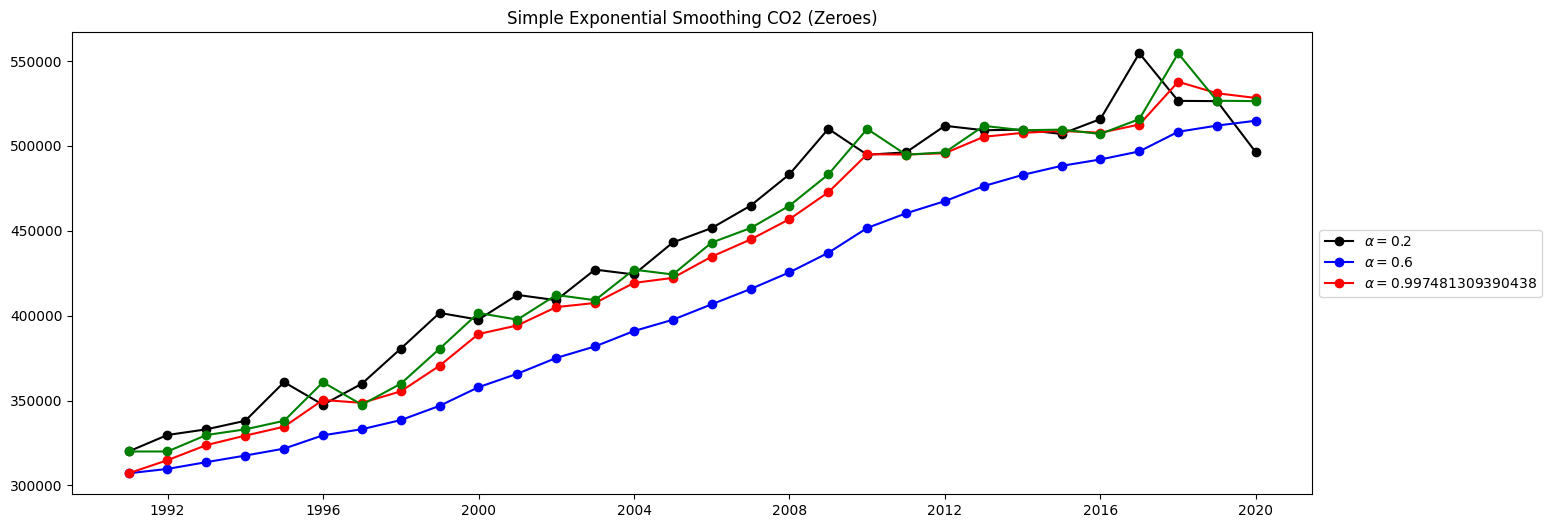 Simple Exponential Smoothing CO2 (Zeroes)
550000
500000
450000
400000
350000
300000
1992 1996 2000 2004 2008 2012 2016 2020
α = 0.2
α = 0.6
α = 0.997481309390438